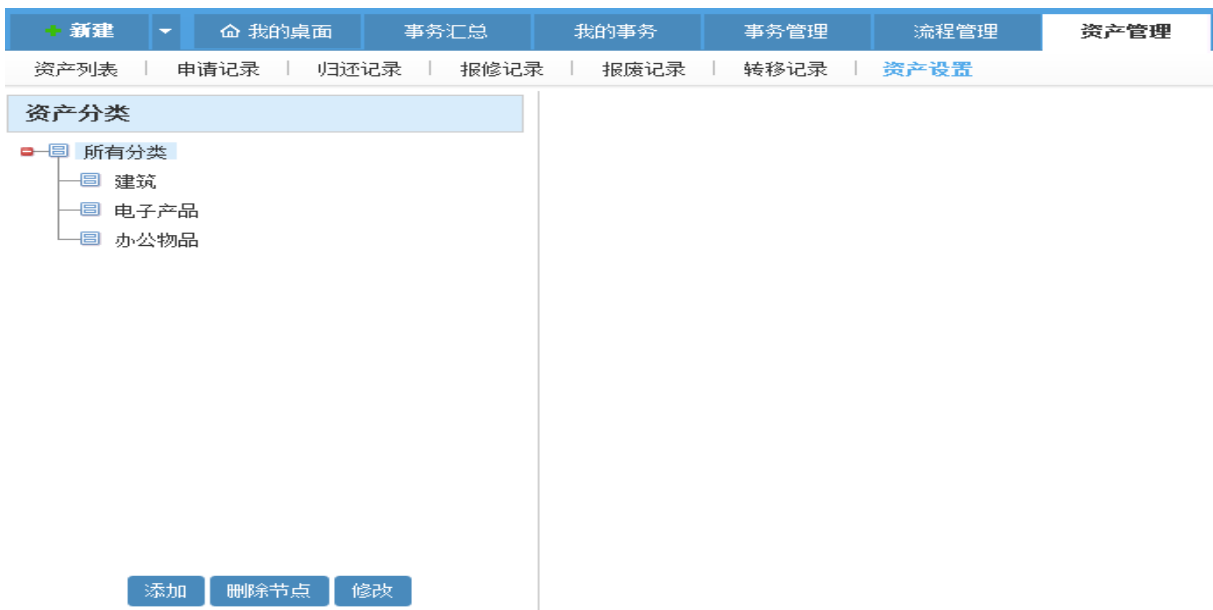 新建 我的桌面 事务汇总 我的事务 事务管理 流程管理 资产管理
资产列表 申请记录 归还记录 报修记录 报废记录 转移记录 资产设置
资产分类
所有分类
建筑
电子产品
办公物品
添加 删除节点 修改